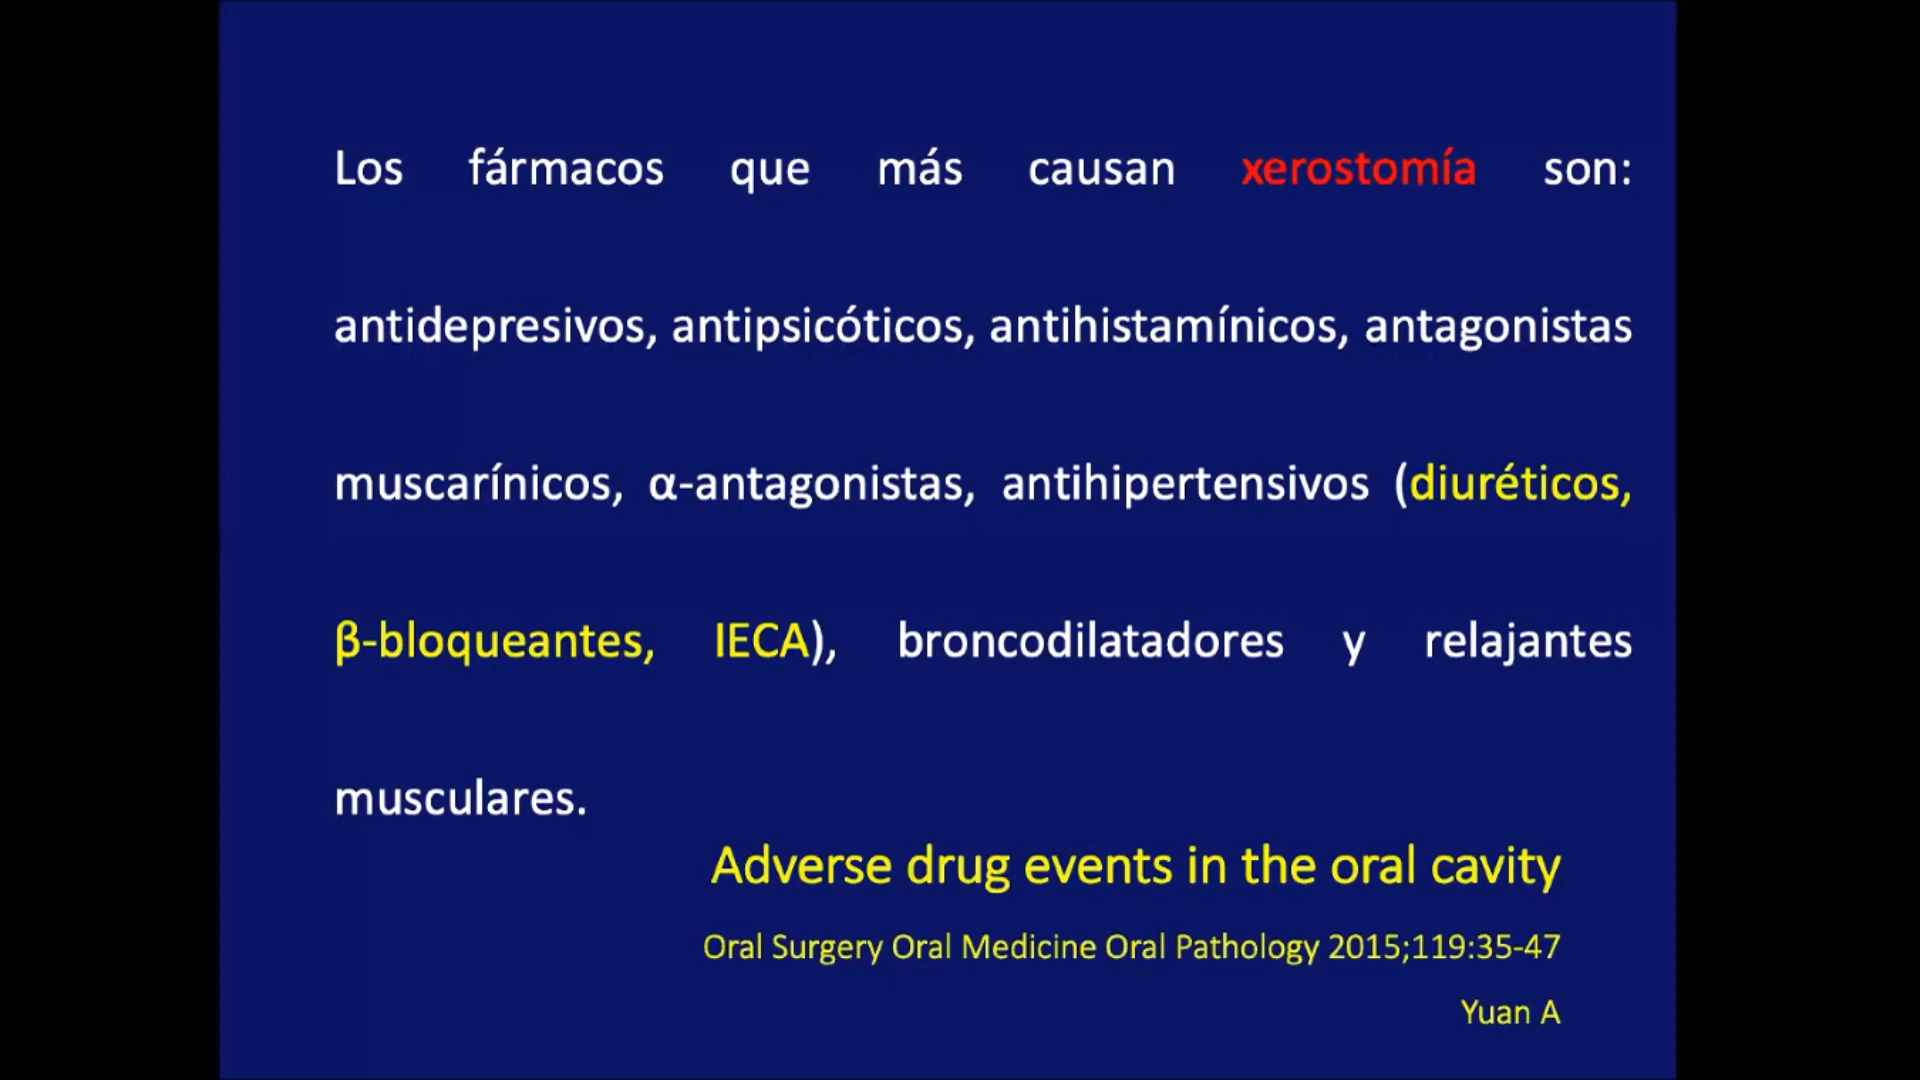 Los fármacos que más causan xerostomía son:
antidepresivos, antipsicóticos, antihistamínicos, antagonistas
muscarínicos, α-antagonistas, antihipertensivos (diuréticos,
β-bloqueantes, IECA), broncodilatadores y relajantes
musculares.
Adverse drug events in the oral cavity
Oral Surgery Oral Medicine Oral Pathology 2015;119:35-47
Yuan A